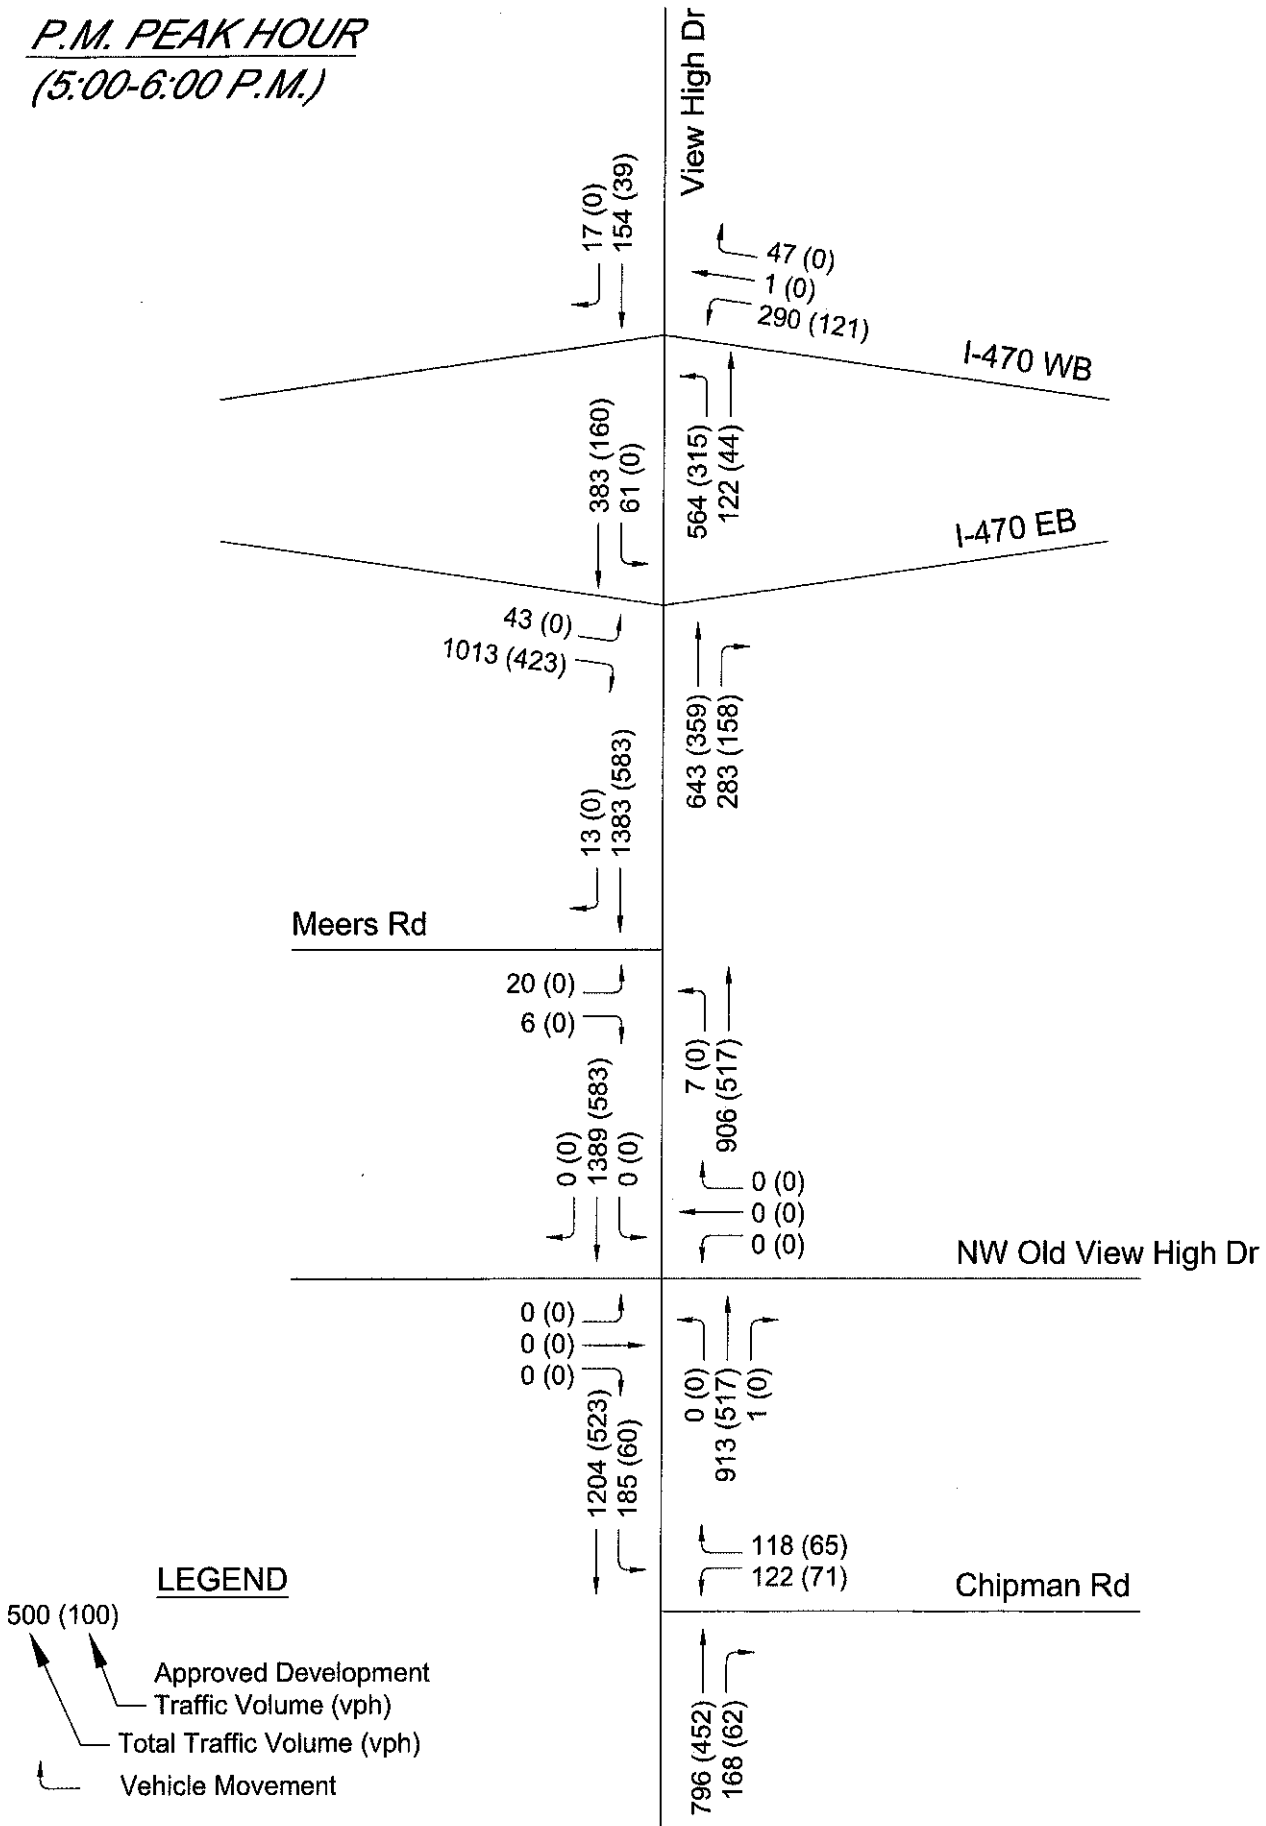 P.M. PEAK HOUR
(5:00-6:00 P.M.)
View High Dr
17 (0)
154 (39)
47 (0)
1 (0)
290 (121)
I-470 WB
383 (160)
61 (0)
564 (315)
122 (44)
I-470 EB
43 (0)
1013 (423)
643 (359)
283 (158)
13 (0)
1383 (583)
Meers Rd
20 (0)
6 (0)
7 (0)
906 (517)
0 (0)
1389 (583)
0 (0)
0 (0)
0 (0)
0 (0)
NW Old View High Dr
0 (0)
0 (0)
0 (0)
0 (0)
913 (517)
1 (0)
1204 (523)
185 (60)
118 (65)
122 (71)
Chipman Rd
796 (452)
168 (62)
LEGEND
500 (100)
Approved Development
Traffic Volume (vph)
Total Traffic Volume (vph)
Vehicle Movement